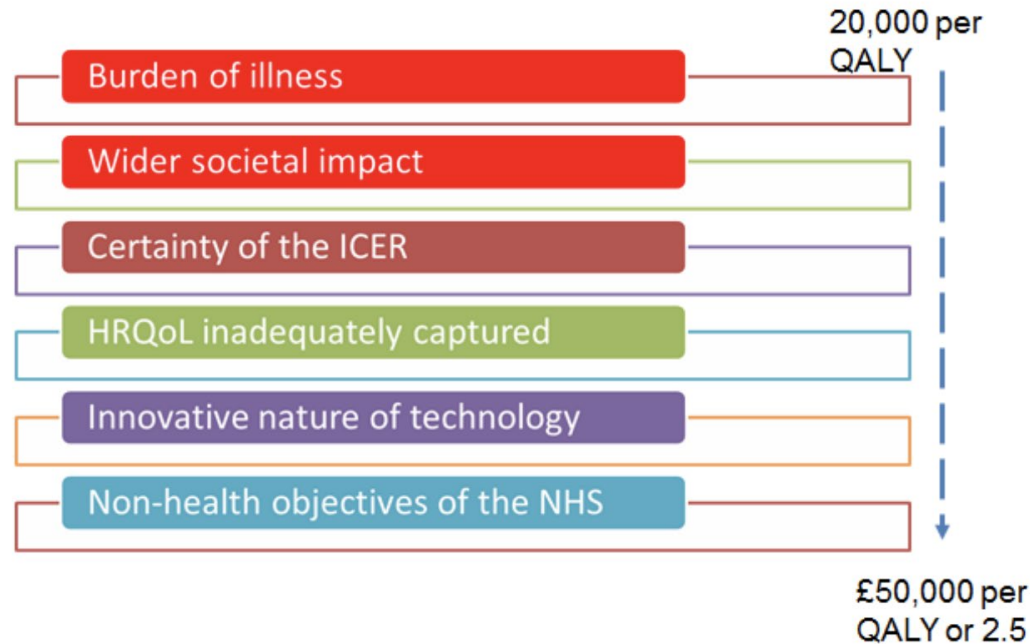 20,000 per
QALY
Burden of illness
Wider societal impact
Certainty of the ICER
HRQoL inadequately captured
Innovative nature of technology
Non-health objectives of the NHS
£50,000 per
QALY or 2.5